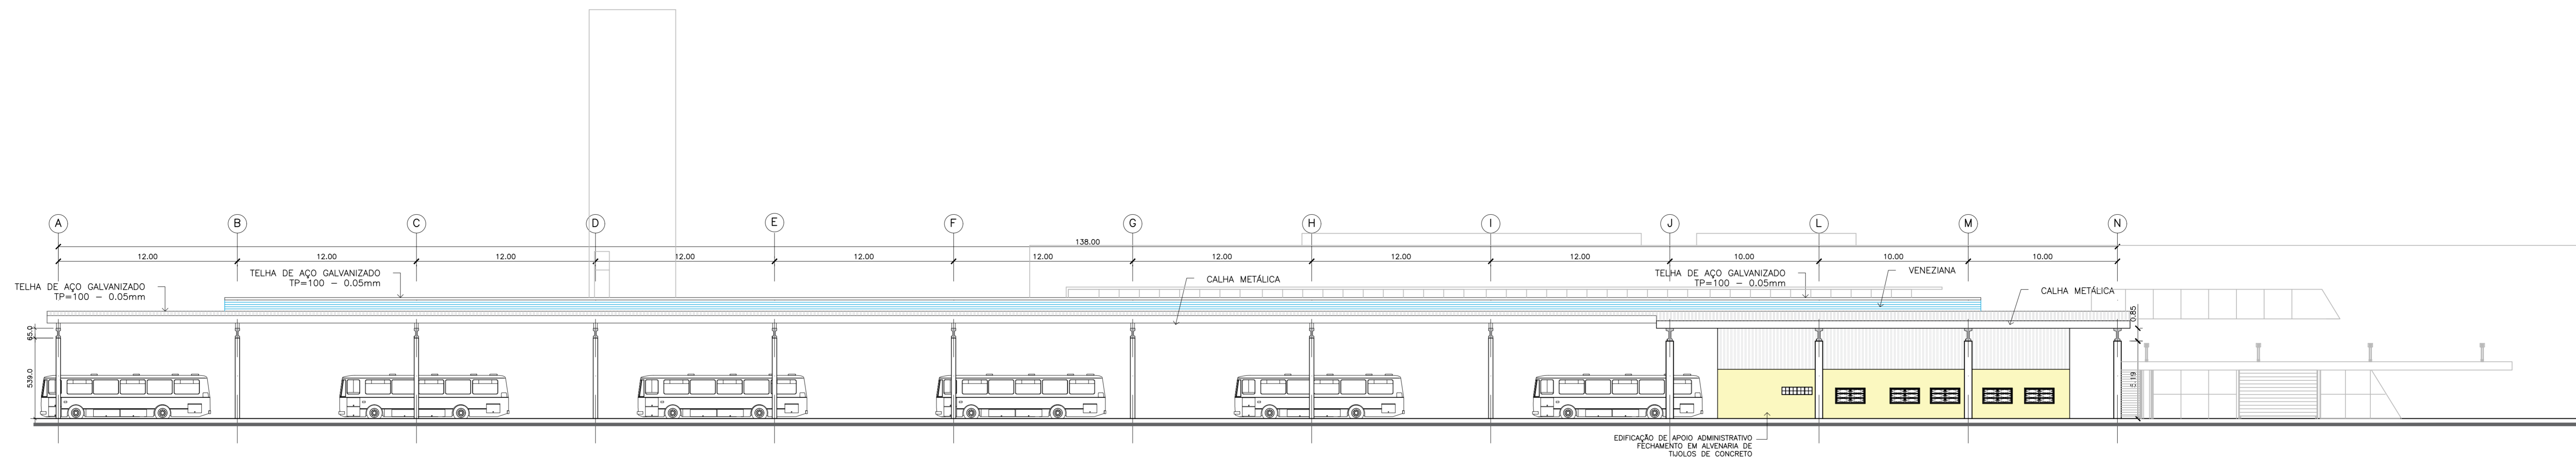 A
B
C
D
E
F
G
H
I
J
L
M
N
138.00
12.00
12.00
12.00
12.00
12.00
12.00
12.00
12.00
12.00
10.00
10.00
10.00
TELHA DE AÇO GALVANIZADO
TP=100 - 0.05mm
TELHA DE AÇO GALVANIZADO
TP=100 - 0.05mm
CALHA METÁLICA
TELHA DE AÇO GALVANIZADO
TP=100 - 0.05mm
VENEZIANA
CALHA METÁLICA
65.0
539.0
0.85
EDIFICAÇÃO DE APOIO ADMINISTRATIVO
FECHAMENTO EM ALVENARIA DE
TIJOLOS DE CONCRETO